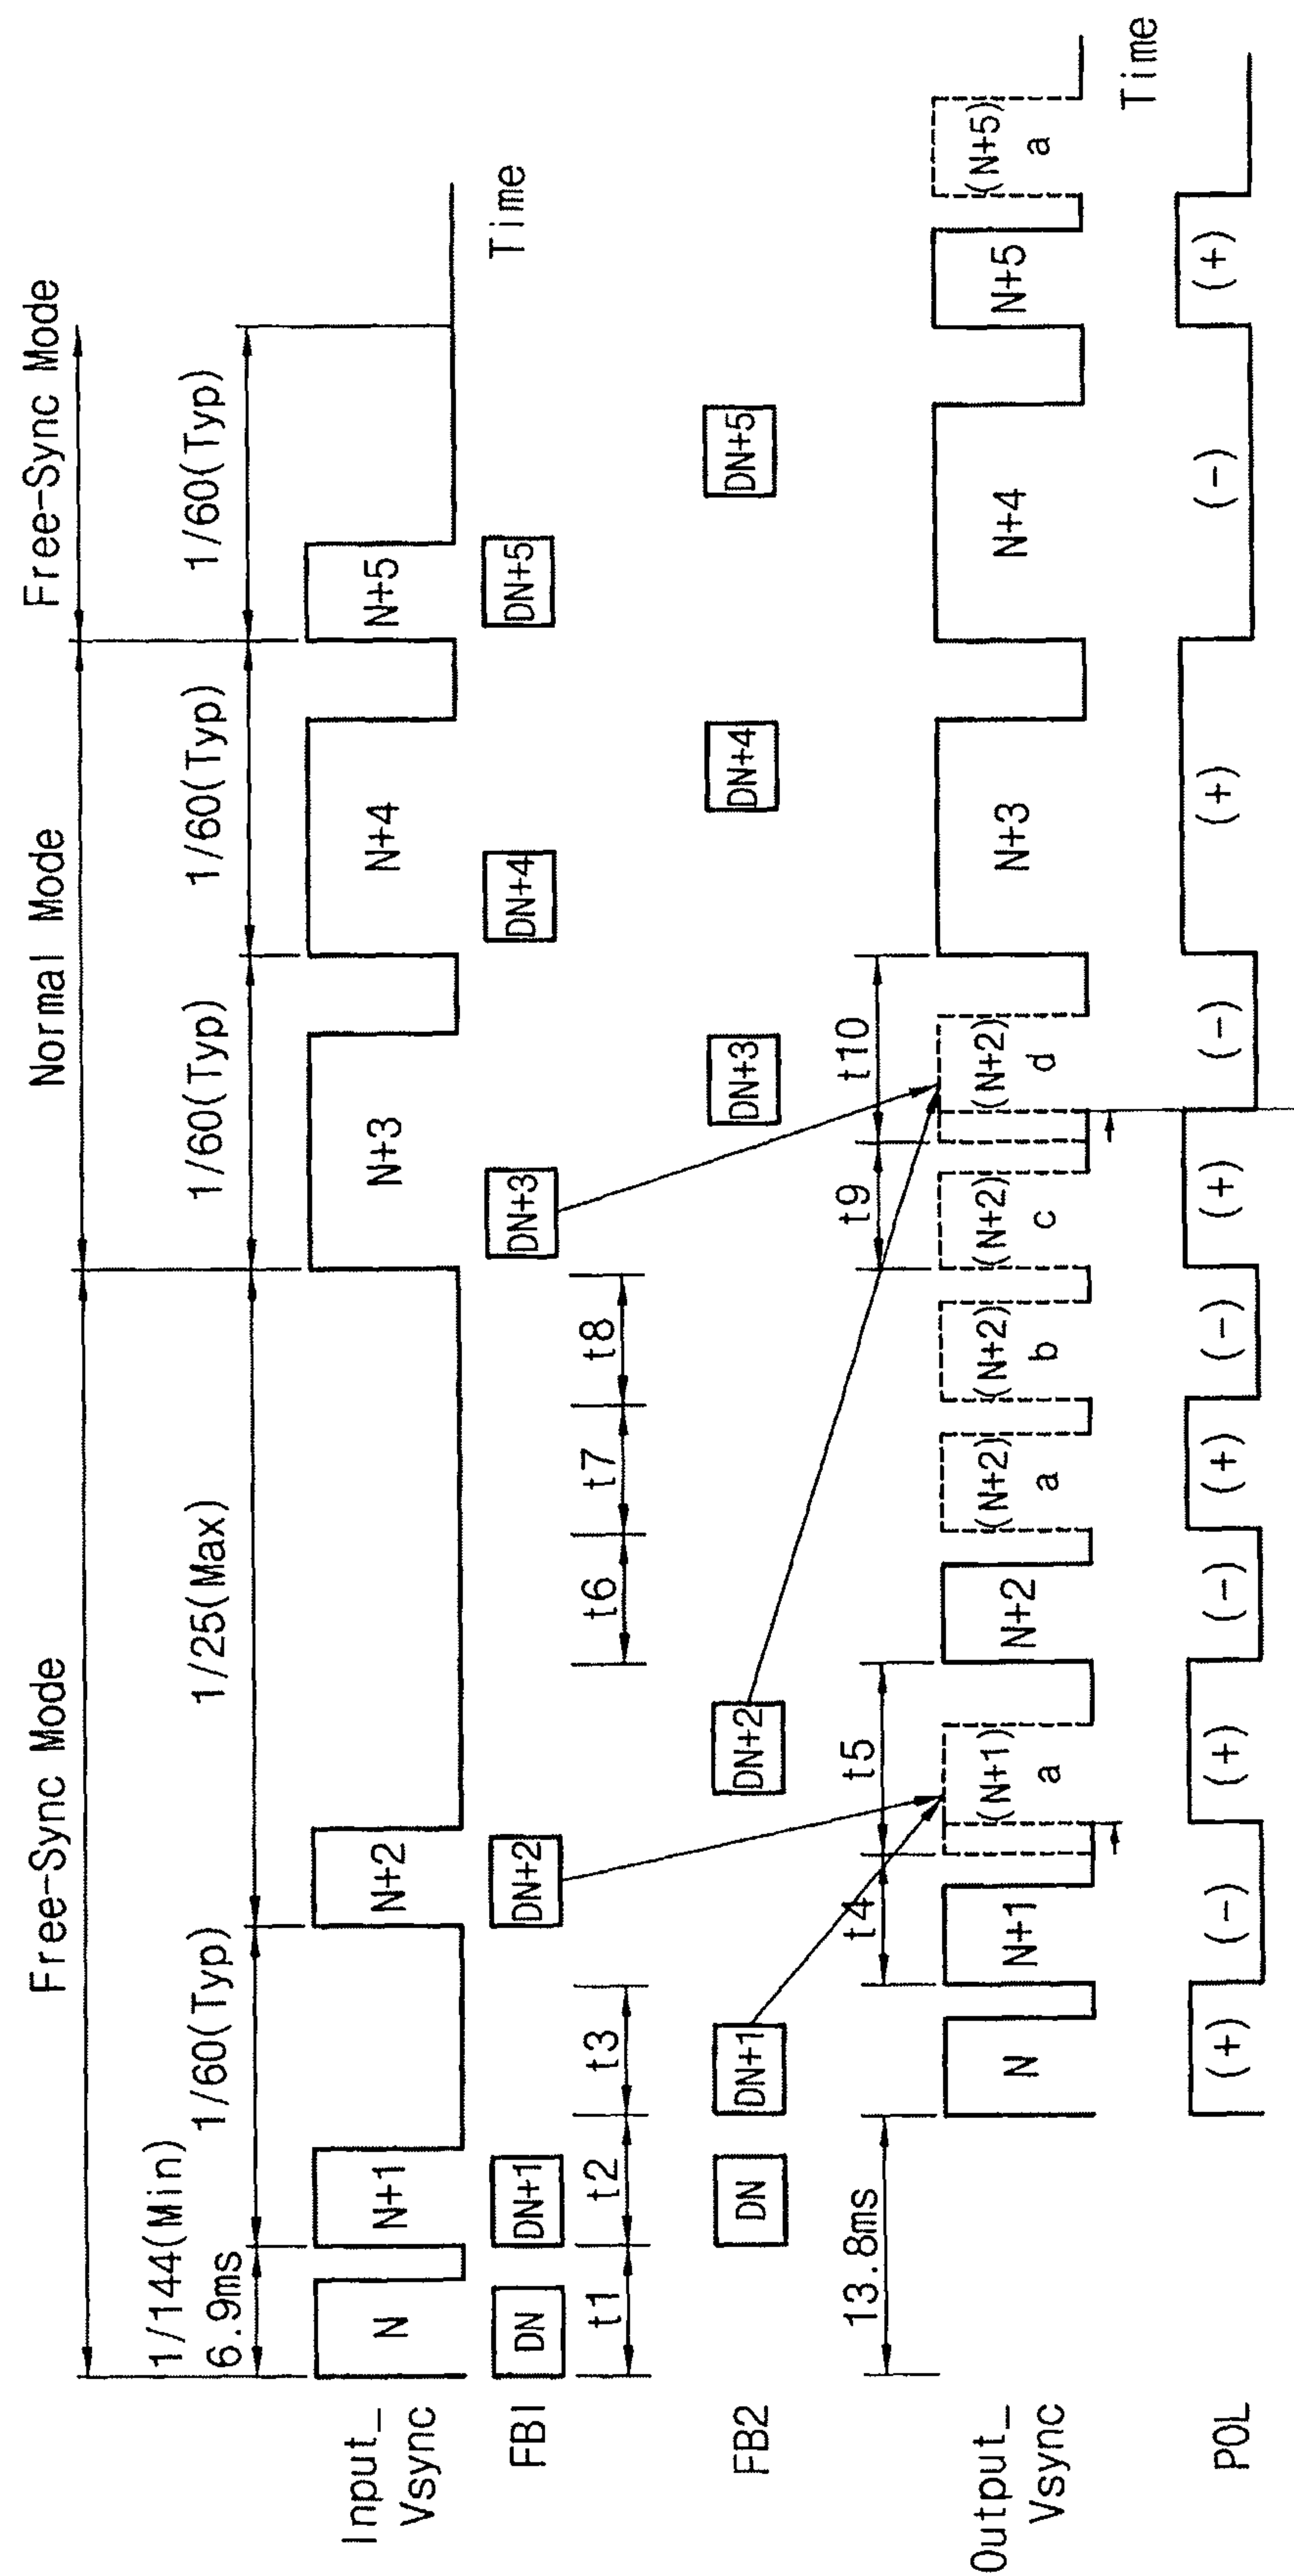 Free-Sync Mode
Normal Mode
Free-Sync Mode
1/144(Min)
6.9ms
1/60(Typ)
1/25(Max)
1/60(Typ)
1/60(Typ)
1/60(Typ)
Input_
Vsync
N
N+1
N+2
N+3
N+4
N+5
Time
FB1
DN
DN+1
DN+2
DN+3
DN+4
DN+5
t1
t2
t3
t6
t7
t8
FB2
DN
DN+1
DN+2
DN+3
DN+4
DN+5
13.8ms
t4
t5
t9
t10
Output_
Vsync
N
N+1
(N+1)
a
N+2
(N+2)
a
(N+2)
b
(N+2)
c
(N+2)
d
N+3
N+4
N+5
(N+5)
a
Time
POL
(+)
(-)
(+)
(-)
(+)
(-)
(+)
(-)
(+)
(-)
(+)